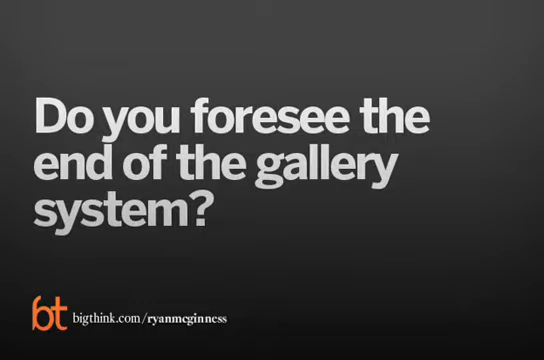 Do you foresee the
end of the gallery
system?
bt bigthink.com/ryanmcginness